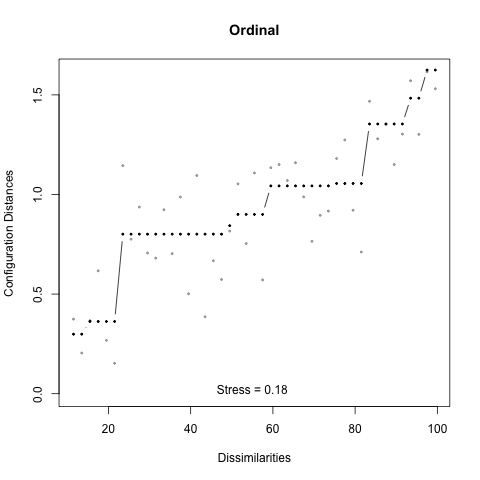 Ordinal
Configuration Distances
1.5
1.0
0.5
0.0
Stress = 0.18
20 40 60 80 100
Dissimilarities